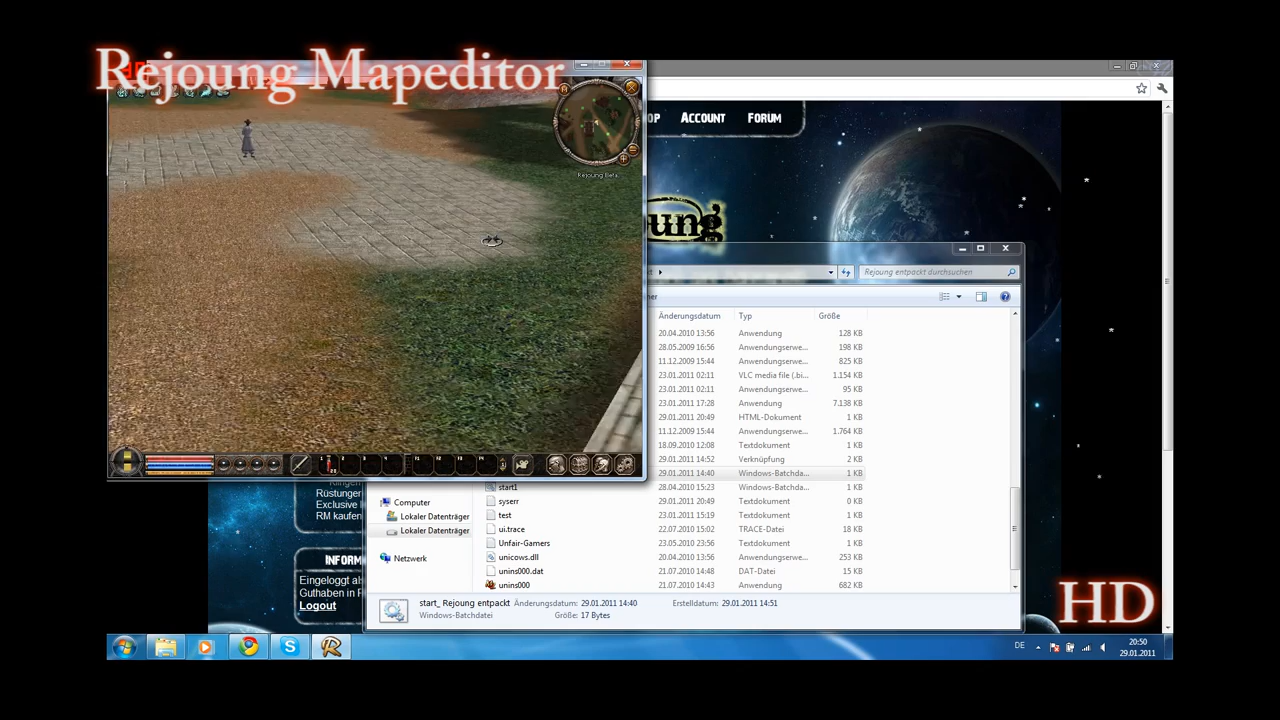 Rejoung Mapeditor
ACCOUNT FORUM
Rejoung Beta
Rejoung entpackt durchsuchen
Änderungsdatum Typ Größe
20.04.2010 13:56 Anwendung 128 KB
28.05.2009 16:56 Anwendungserwe... 198 KB
11.12.2009 15:44 Anwendungserwe... 825 KB
23.01.2011 02:11 VLC media file (.bi... 1.154 KB
23.01.2011 02:11 Anwendungserwe... 95 KB
23.01.2011 17:28 Anwendung 7.138 KB
29.01.2011 20:49 HTML-Dokument 1 KB
11.12.2009 15:44 Anwendungserwe... 1.764 KB
18.09.2010 12:08 Textdokument 1 KB
29.01.2011 14:52 Verknüpfung 2 KB
29.01.2011 14:40 Windows-Batchda... 1 KB
start1 28.04.2010 15:23 Windows-Batchda... 1 KB
syserr 29.01.2011 20:49 Textdokument 0 KB
test 23.01.2011 15:19 Textdokument 1 KB
ui.trace 22.07.2010 15:02 TRACE-Datei 18 KB
Unfair-Gamers 23.05.2010 23:56 Textdokument 1 KB
unicows.dll 20.04.2010 13:56 Anwendungserwe... 253 KB
unins000.dat 21.07.2010 14:48 DAT-Datei 15 KB
unins000 21.07.2010 14:43 Anwendung 682 KB
Computer
Lokaler Datenträger
Lokaler Datenträger
Netzwerk
Rüstungen
Exclusive
RM kaufen
INFORM
Eingeloggt als
Guthaben in
Logout
start_ Rejoung entpackt Änderungsdatum: 29.01.2011 14:40 Erstelldatum: 29.01.2011 14:51
Windows-Batchdatei Größe: 17 Bytes
HD
DE
20:50
29.01.2011